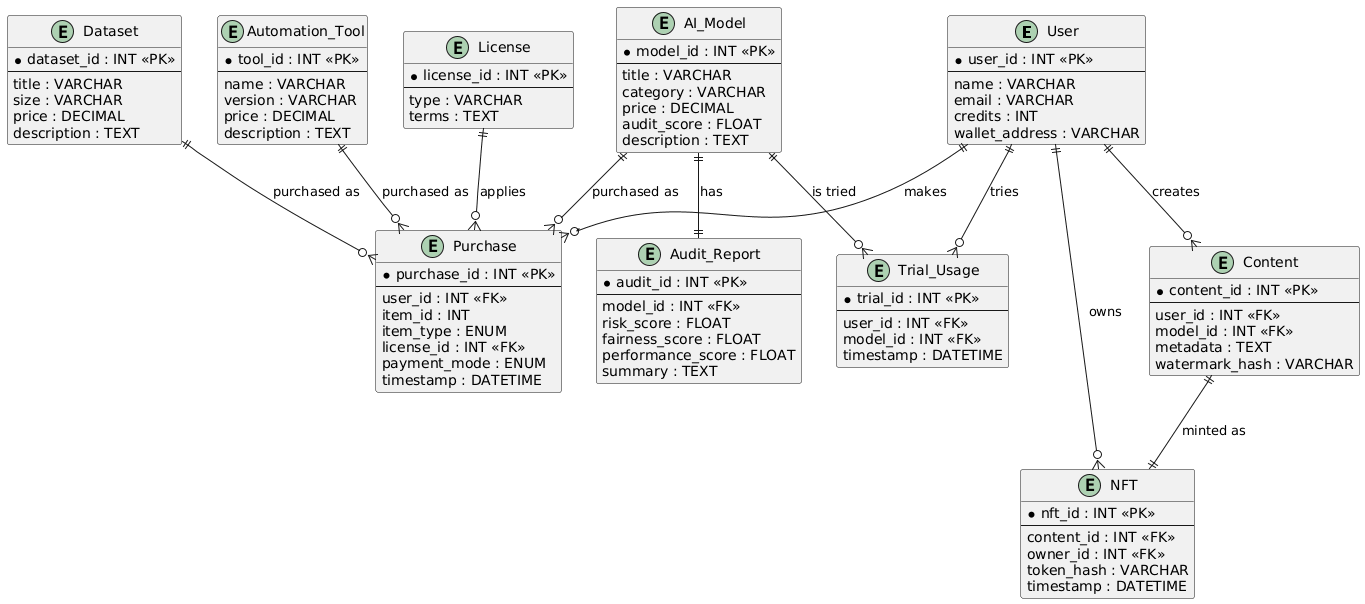 E Dataset
* dataset_id : INT «PK»
title : VARCHAR
size : VARCHAR
price : DECIMAL
description : TEXT
E Automation_Tool
* tool_id : INT «PK»
name : VARCHAR
version : VARCHAR
price : DECIMAL
description : TEXT
E License
* license_id : INT «PK»
type : VARCHAR
terms : TEXT
E AI_Model
* model_id : INT «PK»
title : VARCHAR
category : VARCHAR
price : DECIMAL
audit_score : FLOAT
description : TEXT
E User
* user_id : INT «PK»
name : VARCHAR
email : VARCHAR
credits : INT
wallet_address : VARCHAR
purchased as
purchased as
applies
purchased as
has
is tried
makes
tries
creates
E Purchase
* purchase_id : INT «PK»
user_id : INT «FK»
item_id : INT
item_type : ENUM
license_id : INT «FK»
payment_mode : ENUM
timestamp : DATETIME
E Audit_Report
* audit_id : INT «PK»
model_id : INT «FK»
risk_score : FLOAT
fairness_score : FLOAT
performance_score : FLOAT
summary : TEXT
E Trial_Usage
* trial_id : INT «PK»
user_id : INT «FK»
model_id : INT «FK»
timestamp : DATETIME
owns
E Content
* content_id : INT «PK»
user_id : INT «FK»
model_id : INT «FK»
metadata : TEXT
watermark_hash : VARCHAR
minted as
E NFT
* nft_id : INT «PK»
content_id : INT «FK»
owner_id : INT «FK»
token_hash : VARCHAR
timestamp : DATETIME